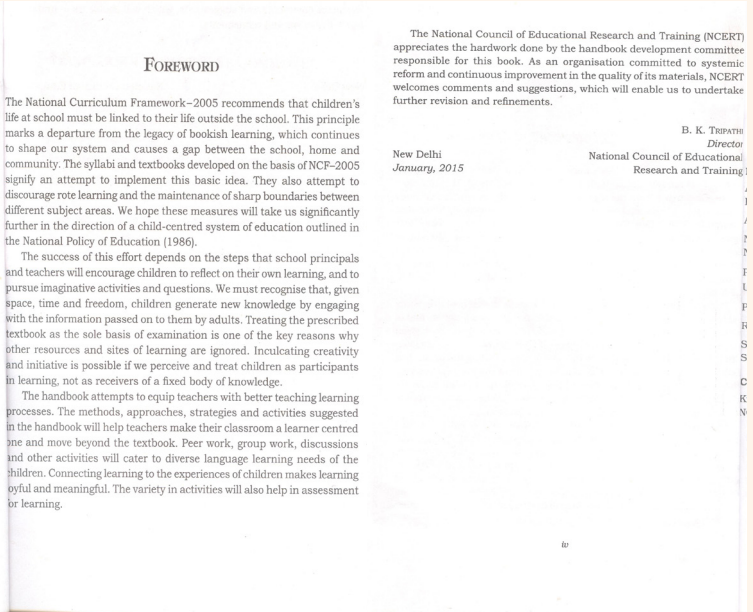 FOREWORD
The National Curriculum Framework–2005 recommends that children's
life at school must be linked to their life outside the school. This principle
marks a departure from the legacy of bookish learning, which continues
to shape our system and causes a gap between the school, home and
community. The syllabi and textbooks developed on the basis of NCF–2005
signify an attempt to implement this basic idea. They also attempt to
discourage rote learning and the maintenance of sharp boundaries between
different subject areas. We hope these measures will take us significantly
further in the direction of a child-centred system of education outlined in
the National Policy of Education (1986).
The success of this effort depends on the steps that school principals
and teachers will encourage children to reflect on their own learning, and to
pursue imaginative activities and questions. We must recognise that, given
space, time and freedom, children generate new knowledge by engaging
with the information passed on to them by adults. Treating the prescribed
textbook as the sole basis of examination is one of the key reasons why
other resources and sites of learning are ignored. Inculcating creativity
and initiative is possible if we perceive and treat children as participants
in learning, not as receivers of a fixed body of knowledge.
The handbook attempts to equip teachers with better teaching learning
processes. The methods, approaches, strategies and activities suggested
in the handbook will help teachers make their classroom a learner centred
one and move beyond the textbook. Peer work, group work, discussions
and other activities will cater to diverse language learning needs of the
children. Connecting learning to the experiences of children makes learning
oyful and meaningful. The variety in activities will also help in assessment
for learning.
The National Council of Educational Research and Training (NCERT)
appreciates the hardwork done by the handbook development committee
responsible for this book. As an organisation committed to systemic
reform and continuous improvement in the quality of its materials, NCERT
welcomes comments and suggestions, which will enable us to undertake
further revision and refinements.
B. K. TRIPATHI
Director
New Delhi
National Council of Educational
January, 2015
Research and Training
iv